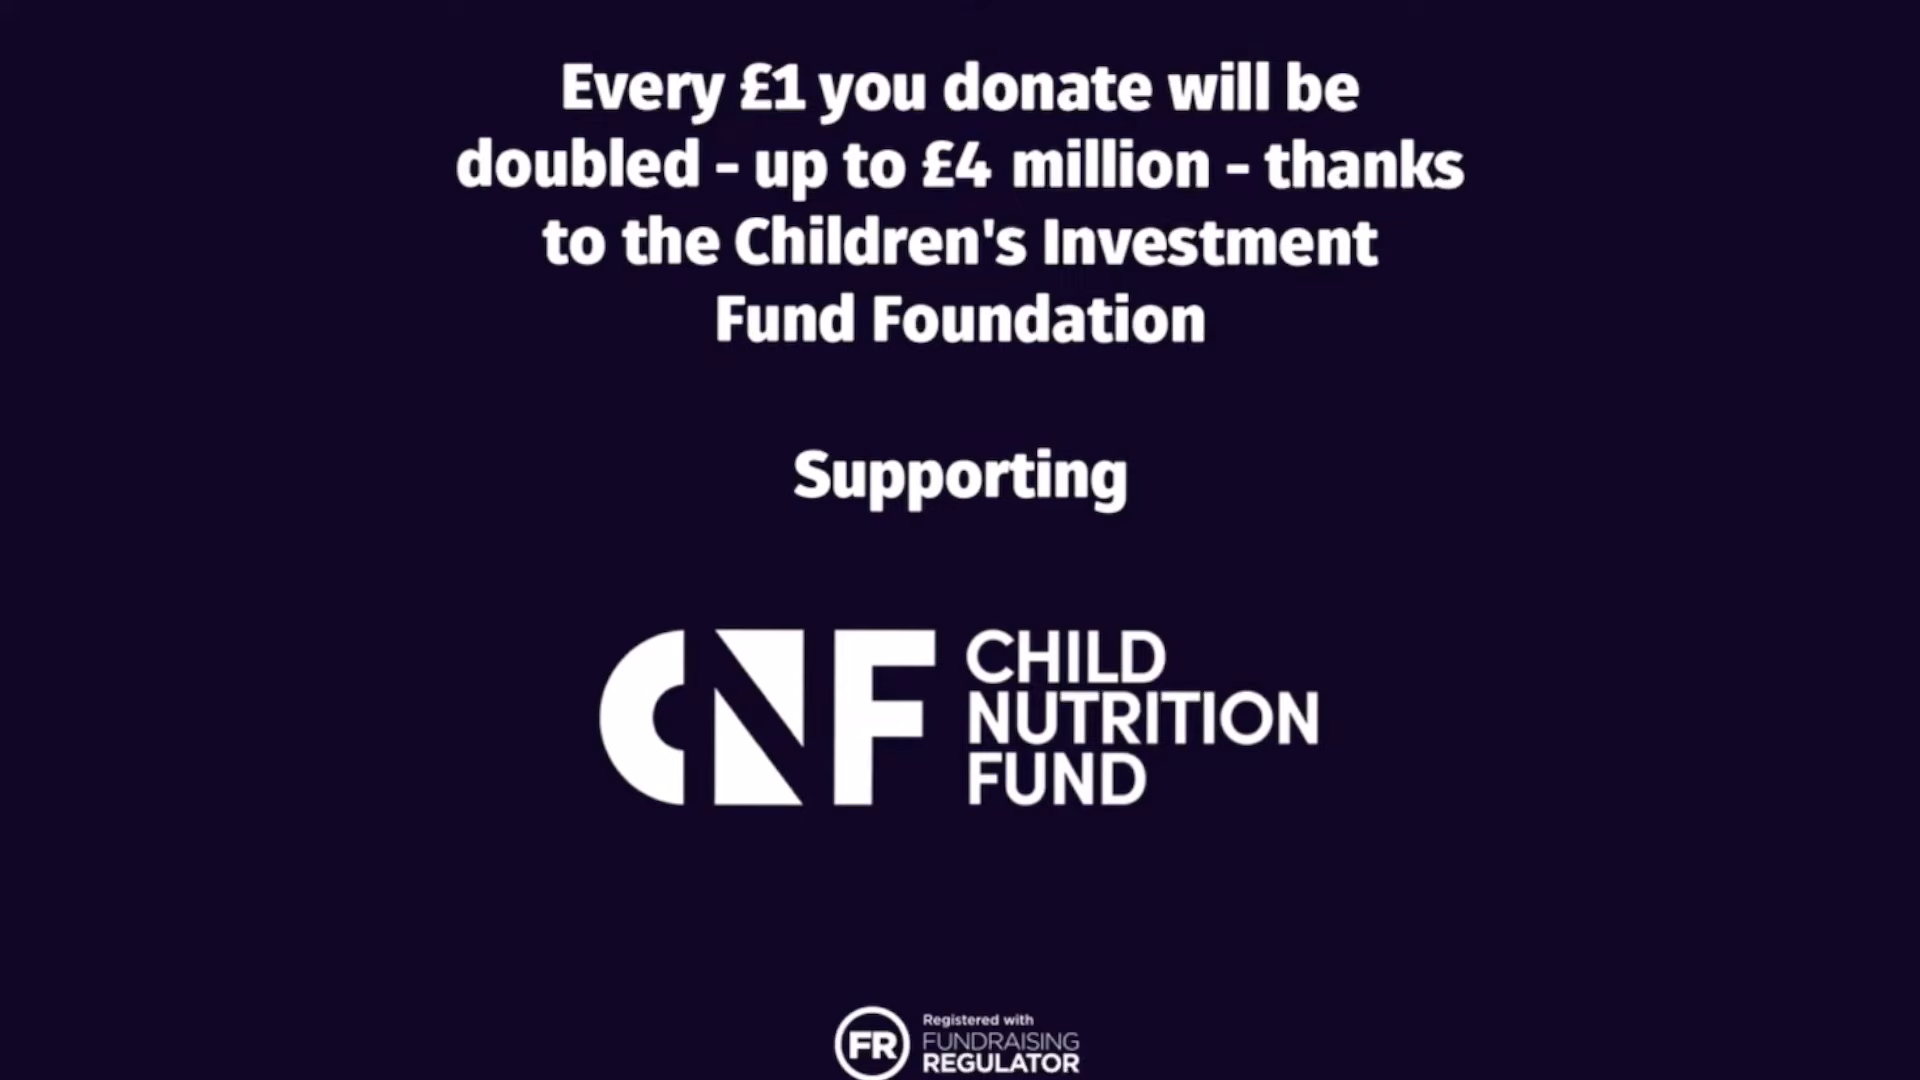 Every £1 you donate will be
doubled - up to £4 million - thanks
to the Children's Investment
Fund Foundation
Supporting
CNF
CHILD
NUTRITION
FUND
FR
Registered with
FUNDRAISING
REGULATOR